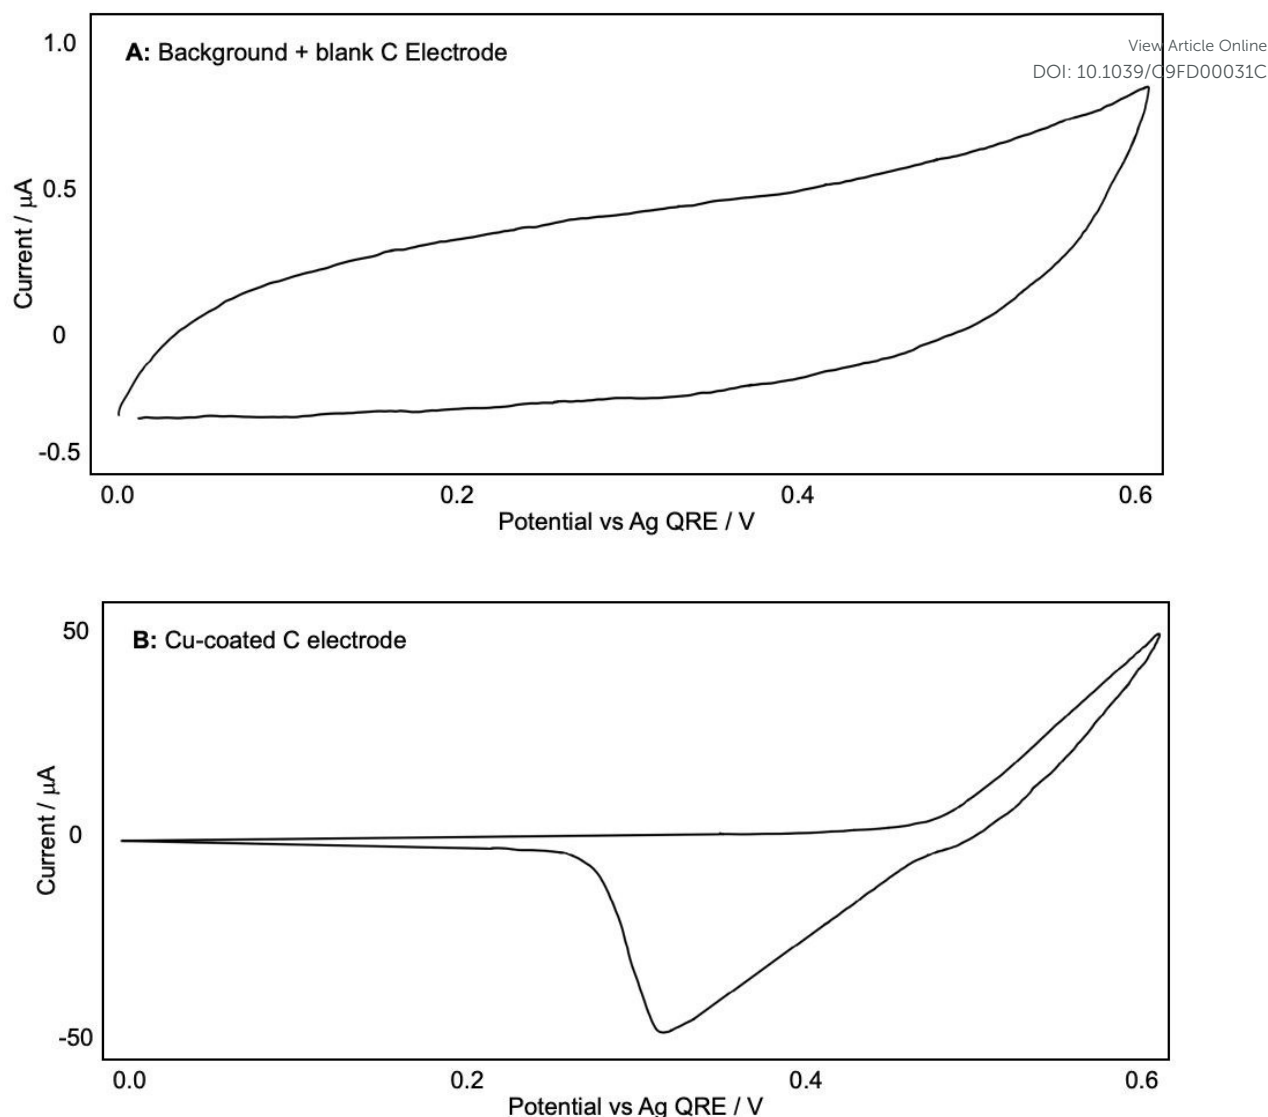 View Article Online
DOI: 10.1039/C9FD00031C
A: Background + blank C Electrode
Current / µA
1.0
0.5
0
-0.5
0.0 0.2 0.4 0.6
Potential vs Ag QRE / V
B: Cu-coated C electrode
Current / µA
50
0
-50
0.0 0.2 0.4 0.6
Potential vs Ag QRE / V